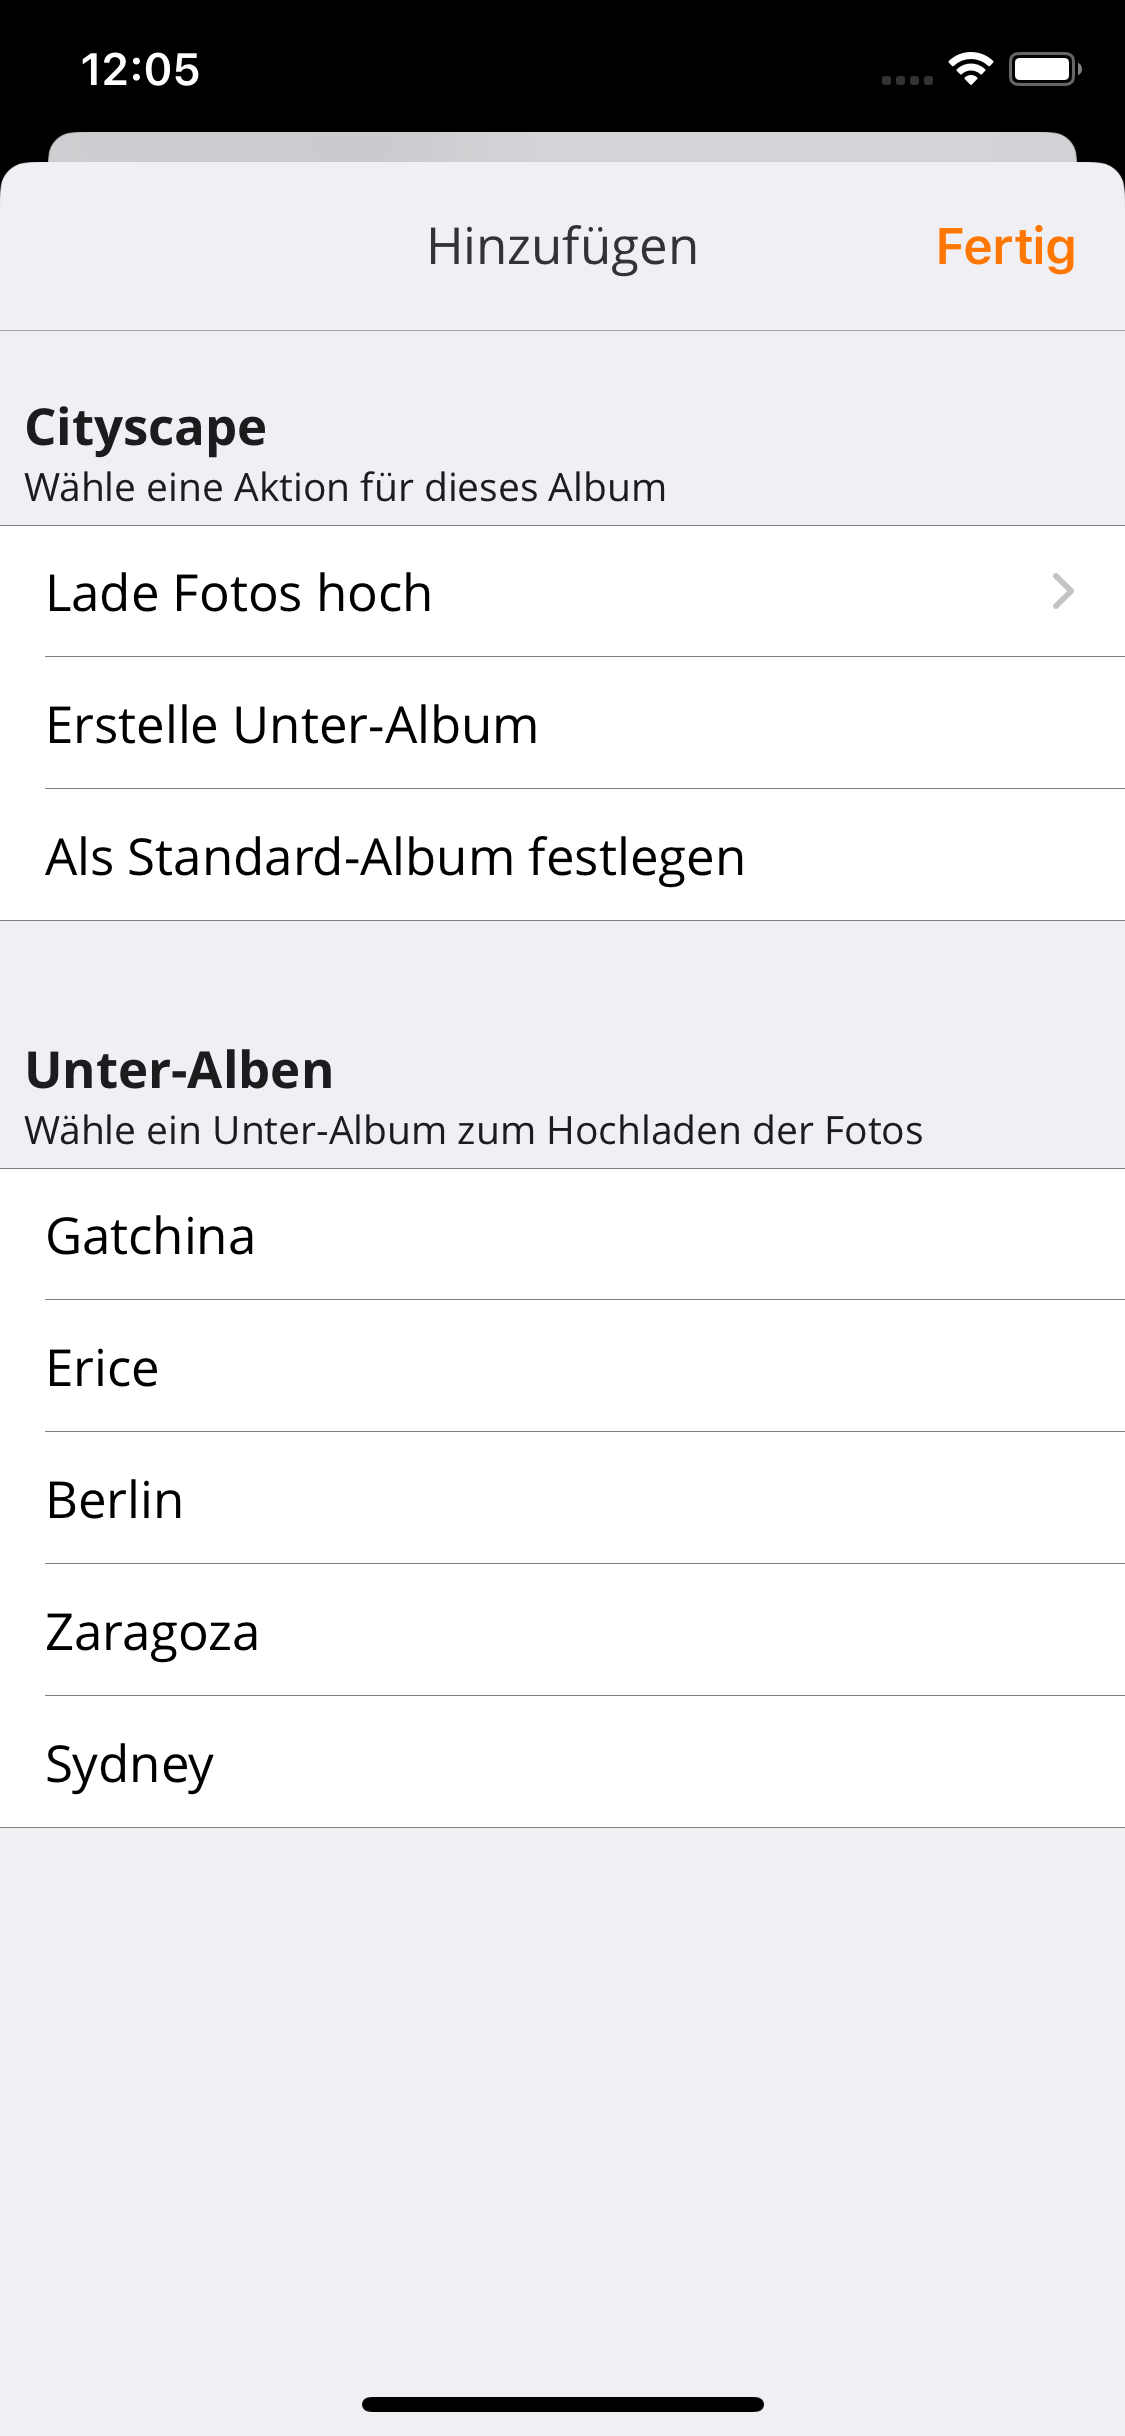 12:05
Hinzufügen
Fertig
Cityscape
Wähle eine Aktion für dieses Album
Lade Fotos hoch
Erstelle Unter-Album
Als Standard-Album festlegen
Unter-Alben
Wähle ein Unter-Album zum Hochladen der Fotos
Gatchina
Erice
Berlin
Zaragoza
Sydney